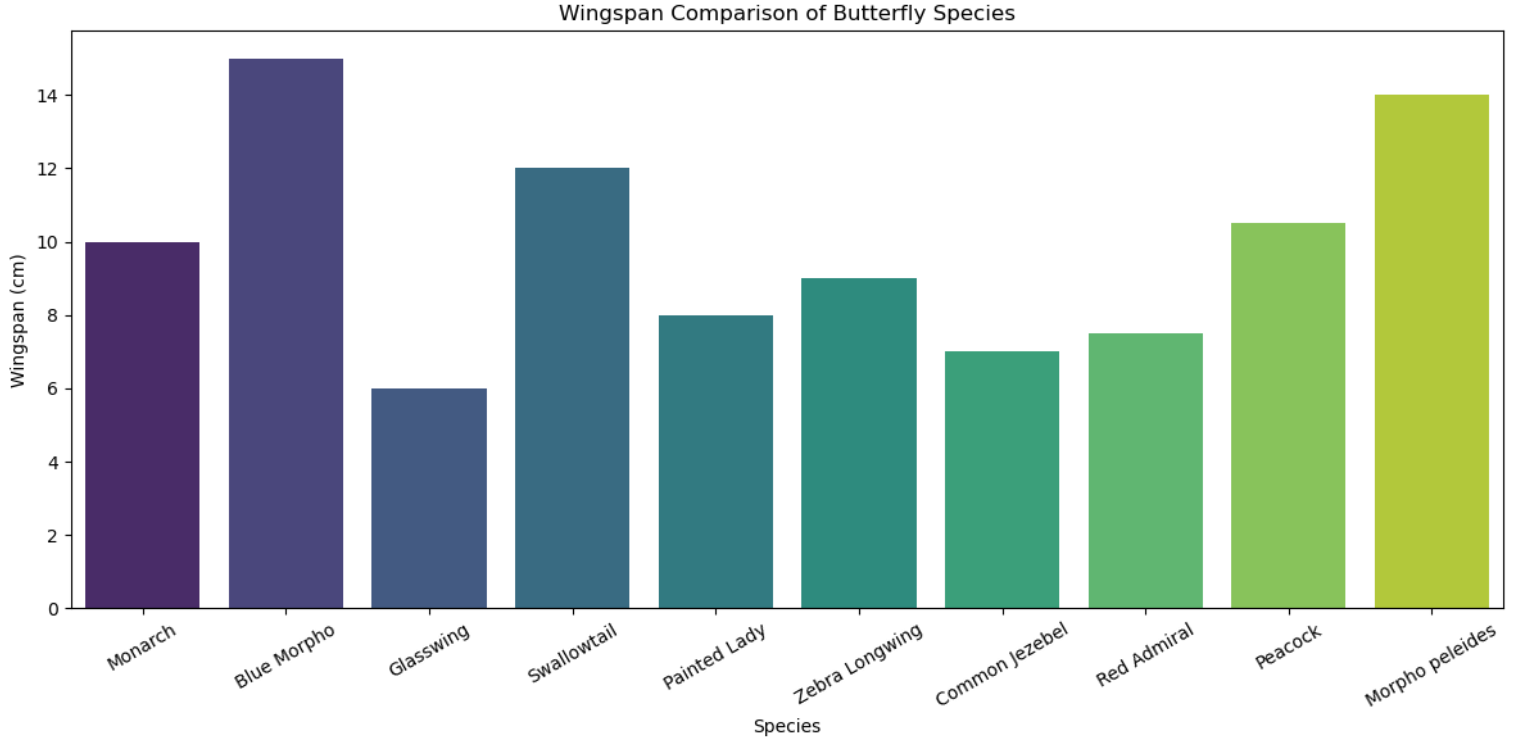 Wingspan Comparison of Butterfly Species
Wingspan (cm)
14
12
10
8
6
4
2
0
Monarch
Blue Morpho
Glasswing
Swallowtail
Painted Lady
Zebra Longwing
Common Jezebel
Red Admiral
Peacock
Morpho peleides
Species